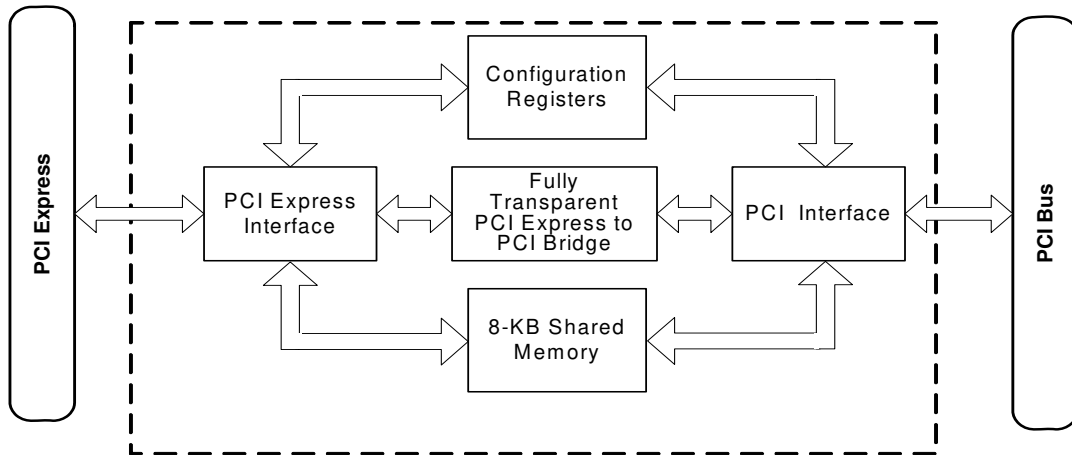 PCI Express
Configuration
Registers
PCI Express
Interface
Fully
Transparent
PCI Express to
PCI Bridge
PCI Interface
8-KB Shared
Memory
PCI Bus